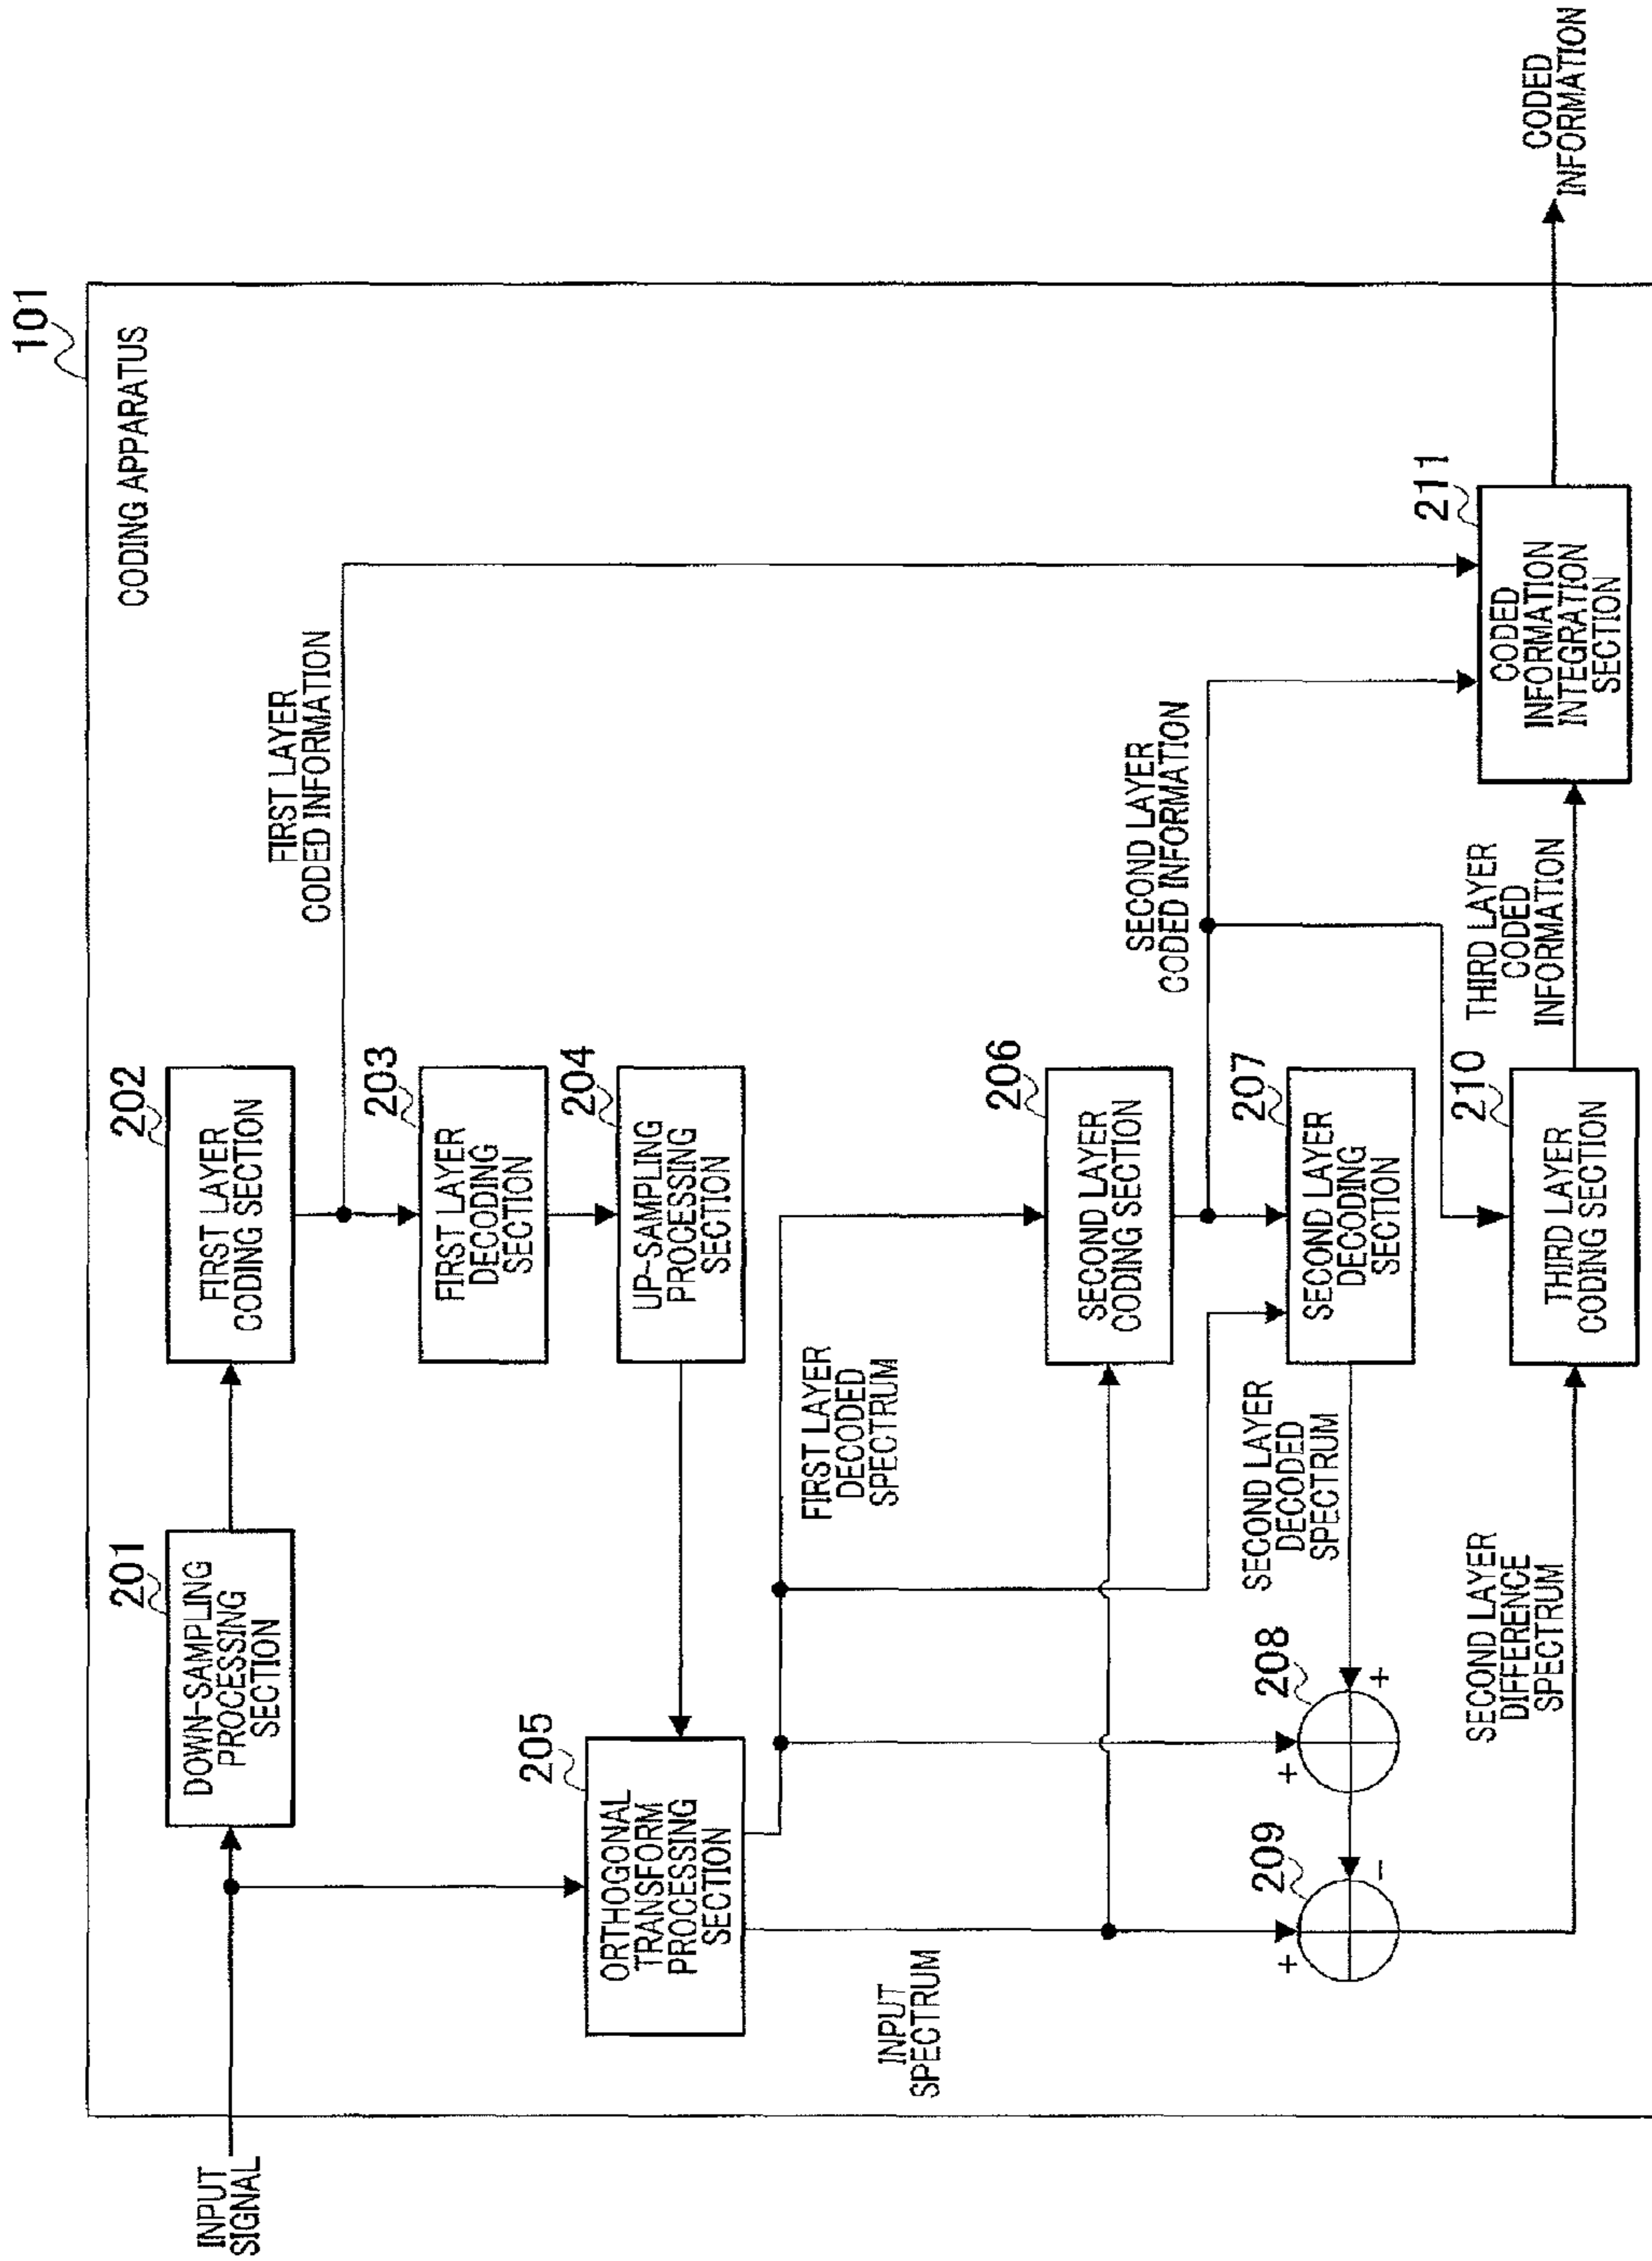 101
CODING APPARATUS
INPUT
SIGNAL
201
DOWN-SAMPLING
PROCESSING
SECTION
202
FIRST LAYER
CODING SECTION
FIRST LAYER
CODED INFORMATION
203
FIRST LAYER
DECODING
SECTION
204
UP-SAMPLING
PROCESSING
SECTION
205
ORTHOGONAL
TRANSFORM
PROCESSING
SECTION
INPUT
SPECTRUM
FIRST LAYER
DECODED
SPECTRUM
206
SECOND LAYER
CODING SECTION
SECOND LAYER
CODED INFORMATION
207
SECOND LAYER
DECODING
SECTION
SECOND LAYER
DECODED
SPECTRUM
208
+
+
209
+
-
SECOND LAYER
DIFFERENCE
SPECTRUM
210
THIRD LAYER
CODING SECTION
THIRD LAYER
CODED
INFORMATION
211
CODED
INFORMATION
INTEGRATION
SECTION
CODED
INFORMATION